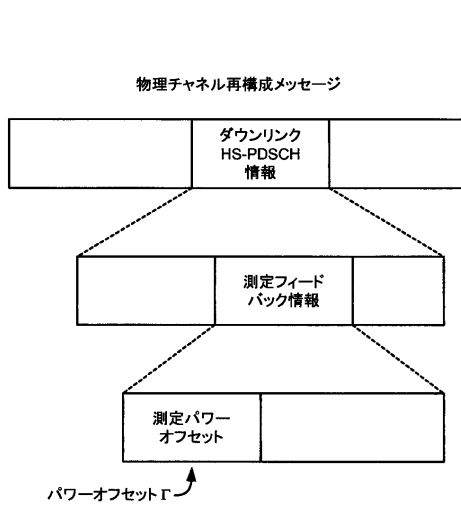 物理チャネル再構成メッセージ
ダウンリンク
HS-PDSCH
情報
測定フィード
バック情報
測定パワー
オフセット
パワーオフセットΓ